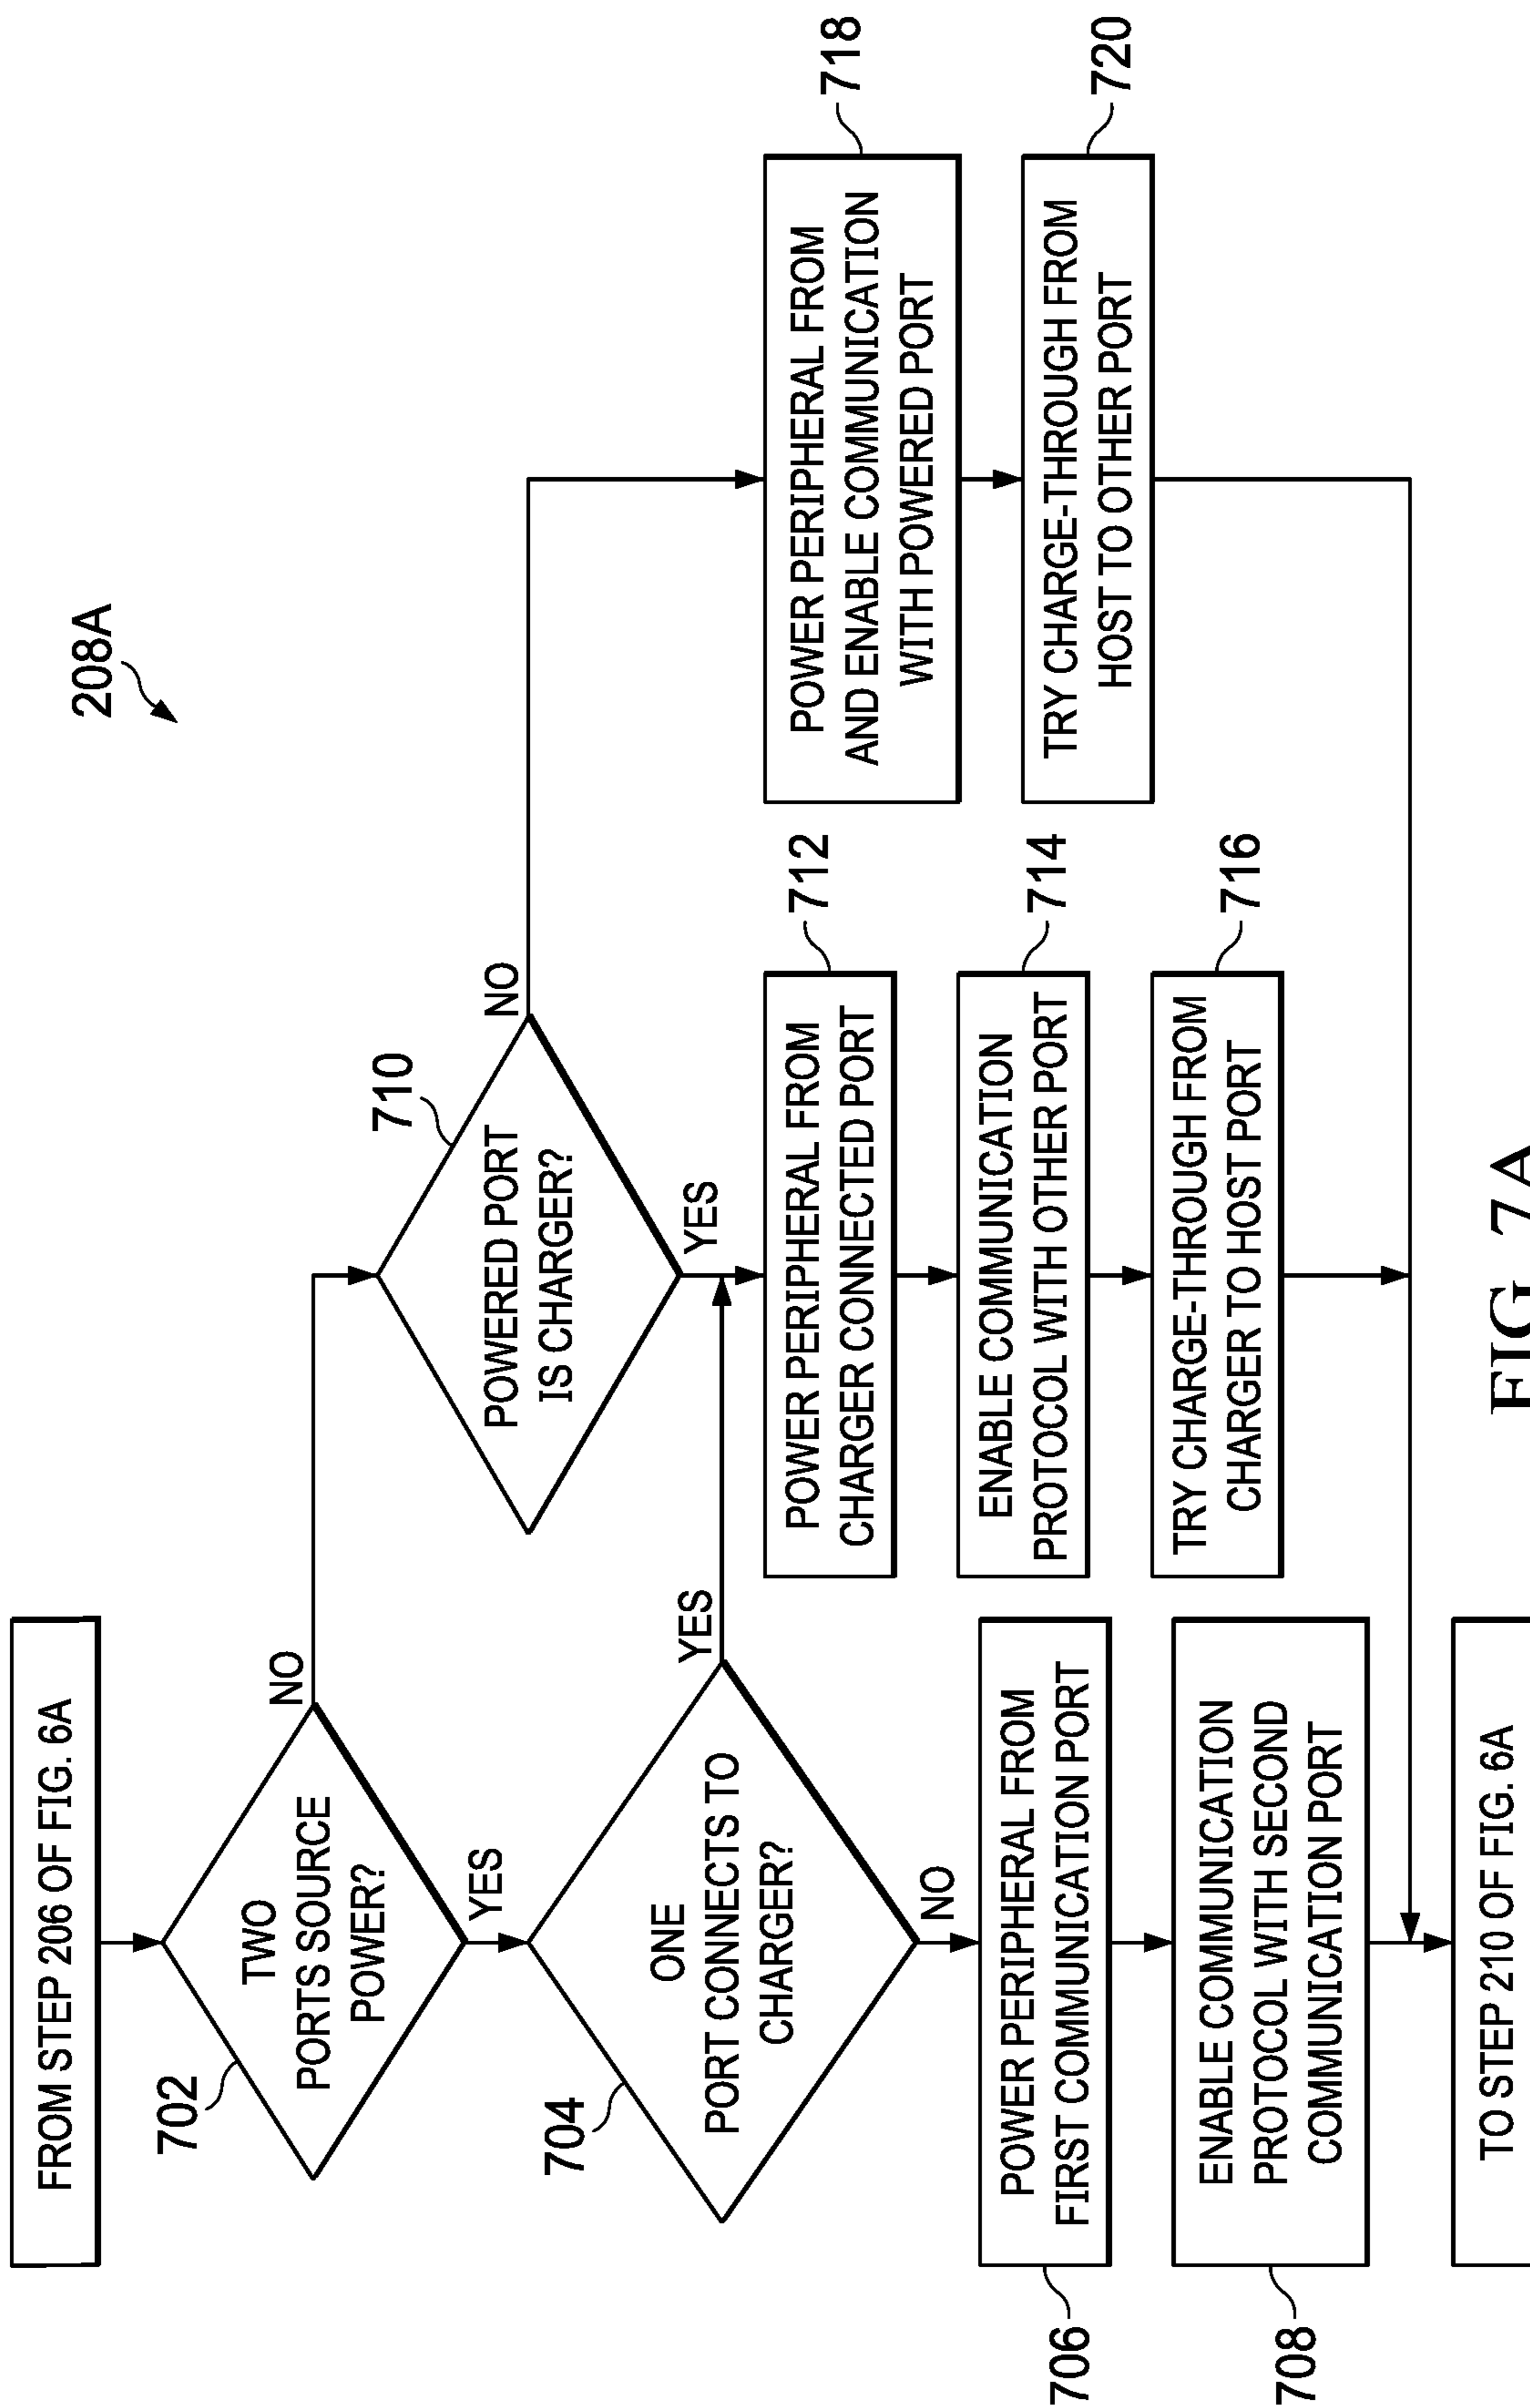 208A
FROM STEP 206 OF FIG. 6A
702
TWO
PORTS SOURCE
POWER?
NO
YES
704
ONE
PORT CONNECTS TO
CHARGER?
YES
NO
706
POWER PERIPHERAL FROM
FIRST COMMUNICATION PORT
708
ENABLE COMMUNICATION
PROTOCOL WITH SECOND
COMMUNICATION PORT
TO STEP 210 OF FIG. 6A
710
POWERED PORT
IS CHARGER?
NO
YES
712
POWER PERIPHERAL FROM
CHARGER CONNECTED PORT
714
ENABLE COMMUNICATION
PROTOCOL WITH OTHER PORT
716
TRY CHARGE-THROUGH FROM
CHARGER TO HOST PORT
718
POWER PERIPHERAL FROM
AND ENABLE COMMUNICATION
WITH POWERED PORT
720
TRY CHARGE-THROUGH FROM
HOST TO OTHER PORT
FIG. 7A